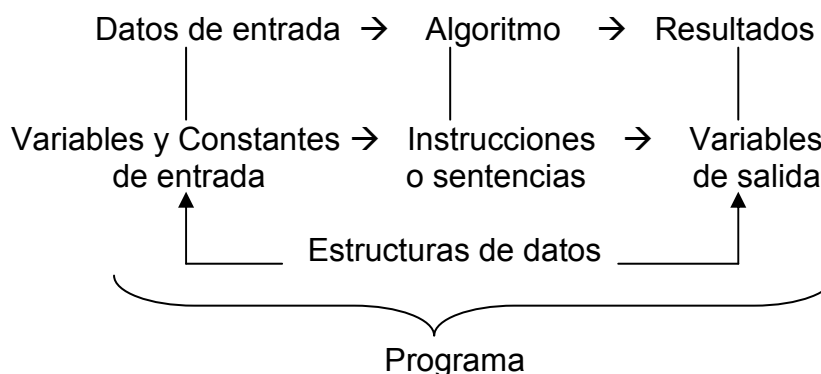 Datos de entrada → Algoritmo → Resultados
Variables y Constantes → Instrucciones → Variables
de entrada o sentencias de salida
Estructuras de datos
Programa